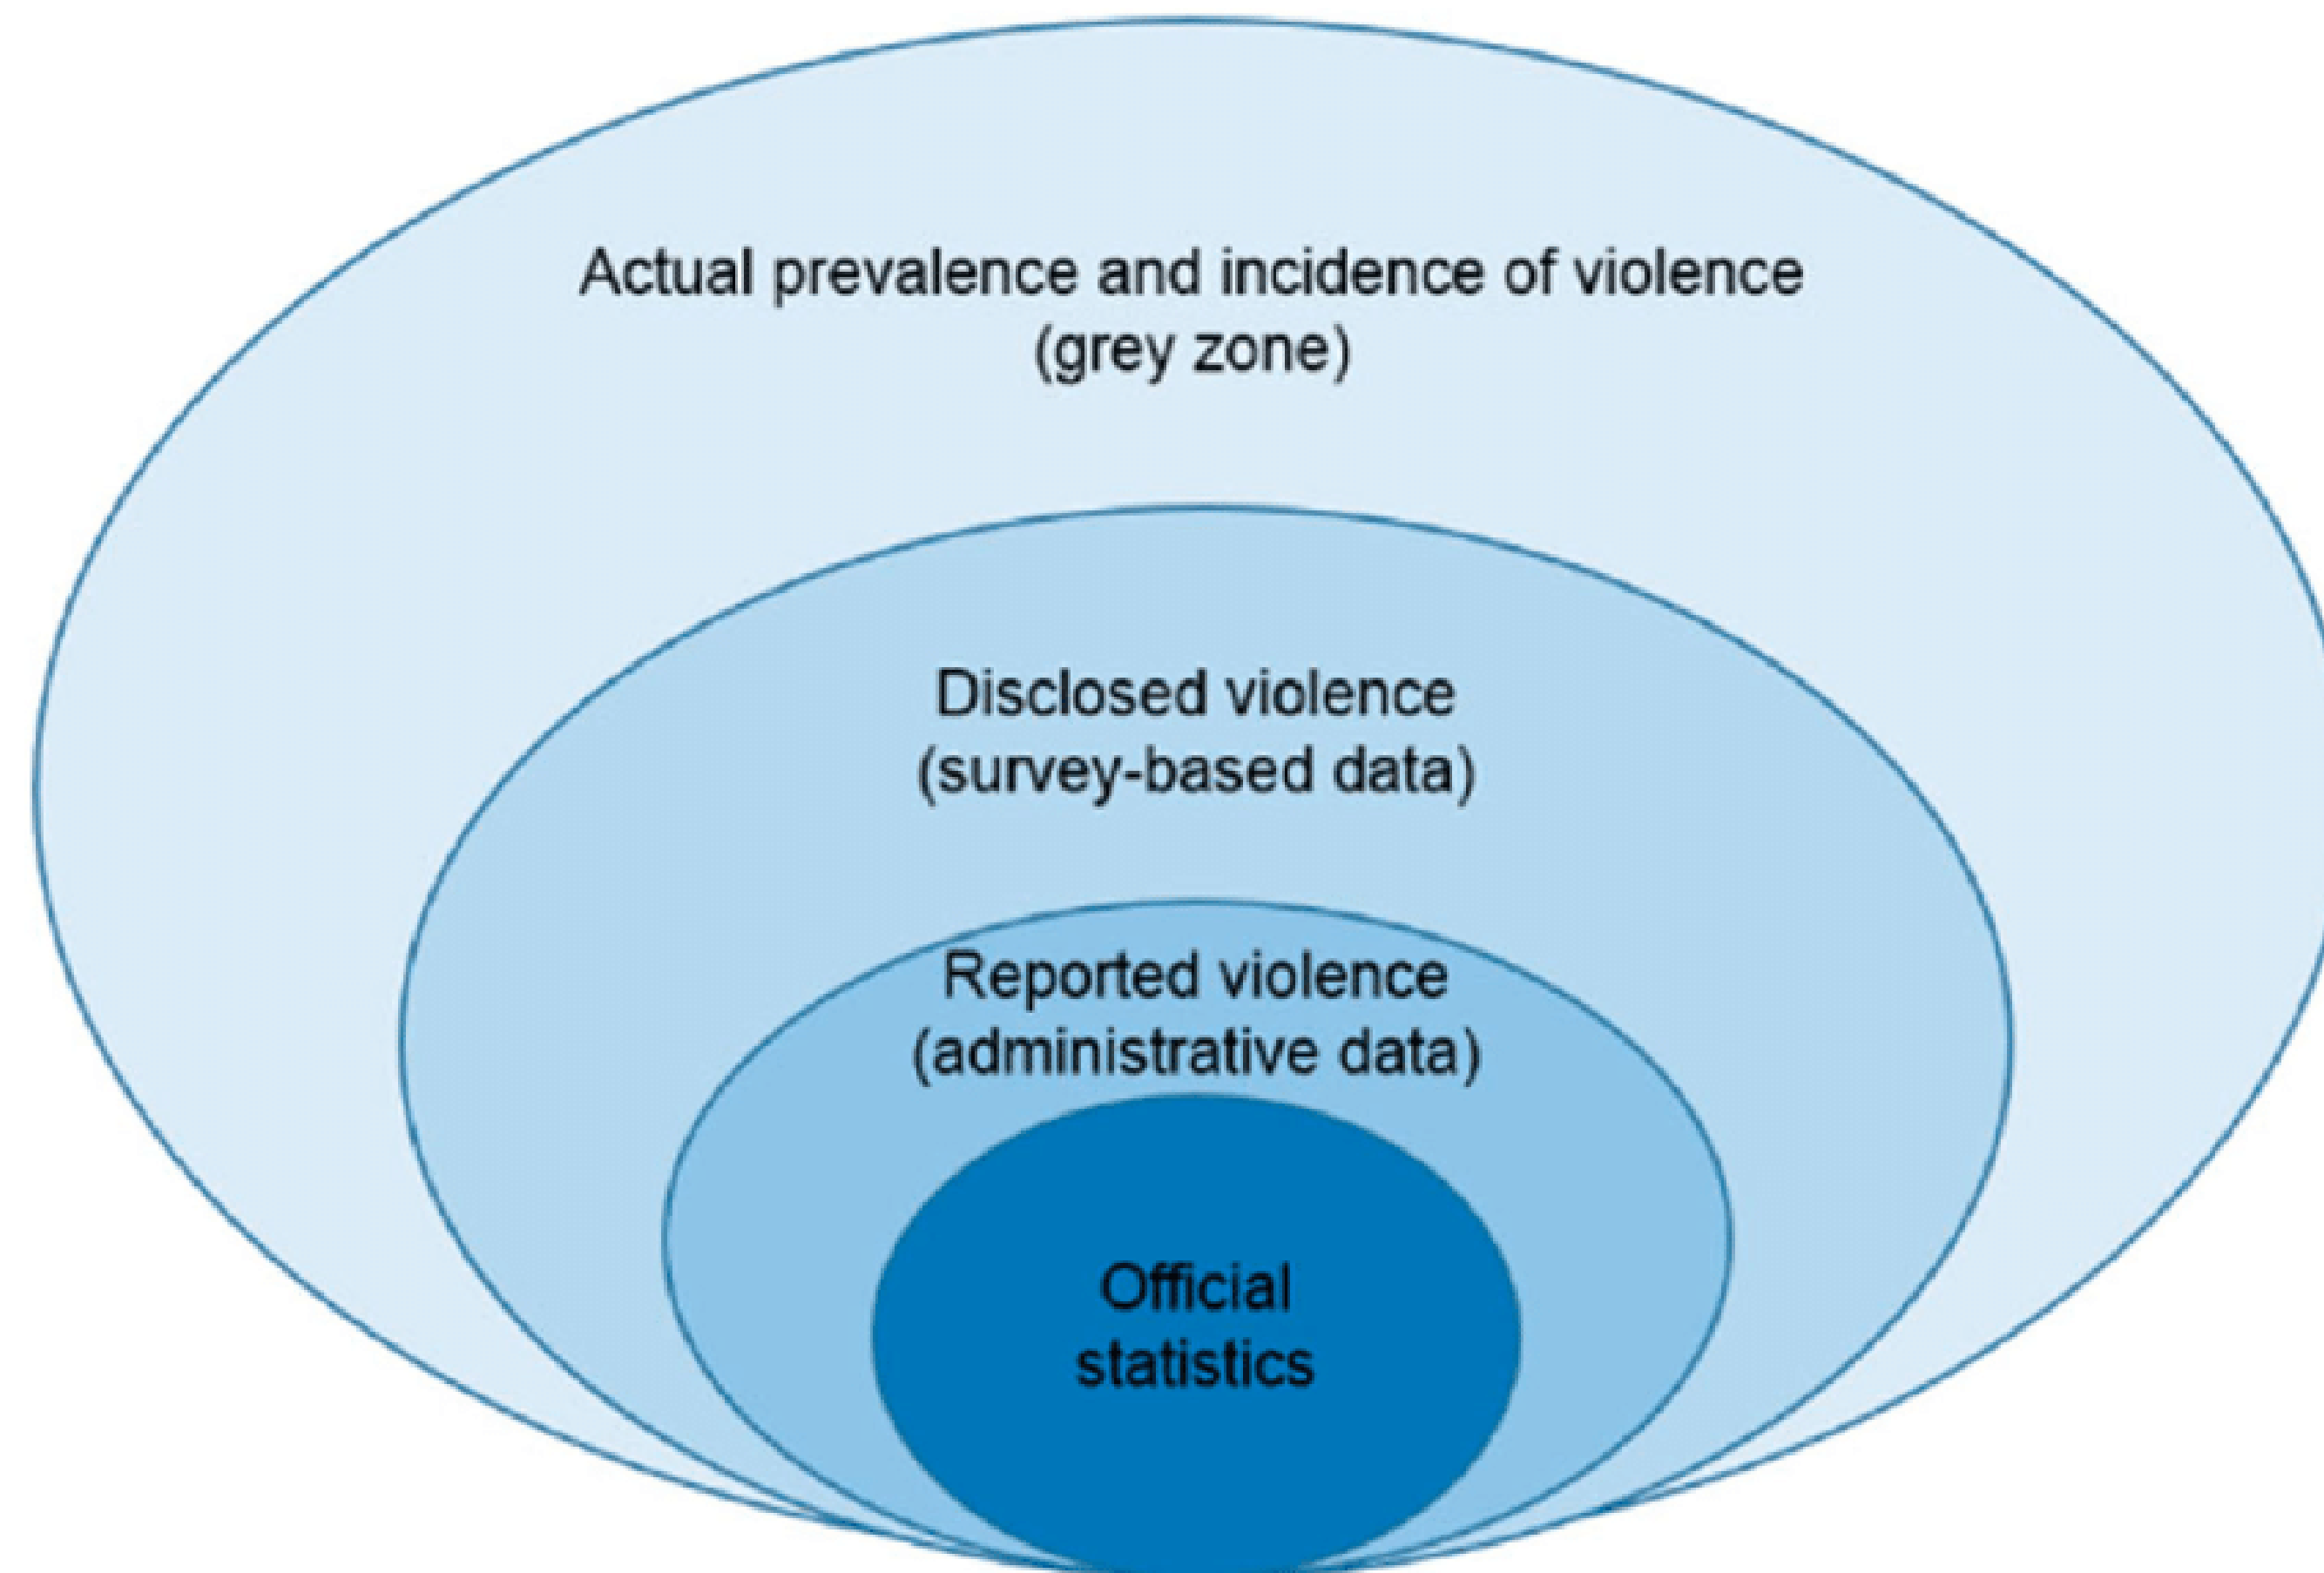 Actual prevalence and incidence of violence
(grey zone)
Disclosed violence
(survey-based data)
Reported violence
(administrative data)
Official
statistics